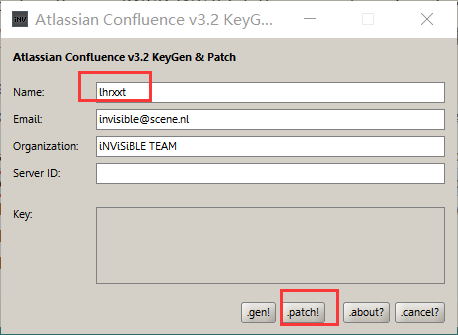 iNV Atlassian Confluence v3.2 KeyG...
Atlassian Confluence v3.2 KeyGen & Patch
Name: lhrxxt
Email: invisible@scene.nl
Organization: iNViSiBLE TEAM
Server ID:
Key:
.gen! .patch! .about? .cancel?